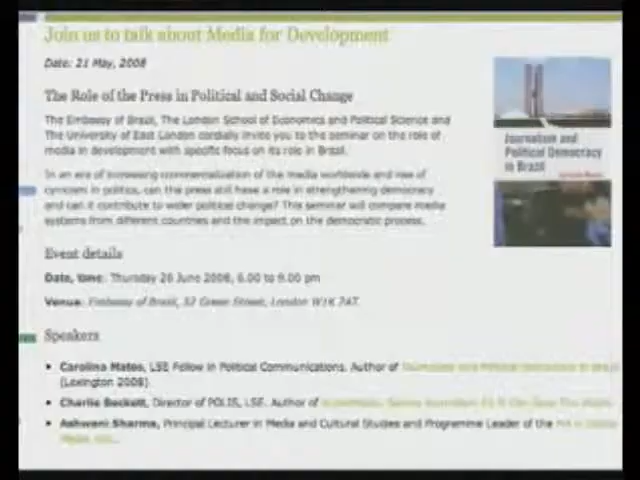 Join us to talk about Media for Development
Date: 21 May, 2008
The Role of the Press in Political and Social Change
The Embassy of Brazil, The London School of Economics and Political Science and
The University of East London cordially invite you to the seminar on the role of
media in development with specific focus on its role in Brazil.
In an era of increasing commercialisation of the media worldwide and rise of
cynicism in politics, can the press still have a role in strengthening democracy
and can it contribute to wider political change? This seminar will compare media
systems from different countries and the impact on the democratic process.
Journalism and
Political Democracy
in Brazil
Event details
Date, time: Thursday 26 June 2008, 6.00 to 9.00 pm
Venue: Embassy of Brazil, 32 Green Street, London W1K 7AT.
Speakers
• Carolina Matos, LSE Fellow in Political Communications. Author of Journalism and Political Democracy in Brazil
(Lexington 2008)
• Charlie Beckett, Director of POLIS, LSE. Author of
• Ashwani Sharma, Principal Lecturer in Media and Cultural Studies and Programme Leader of the MA in